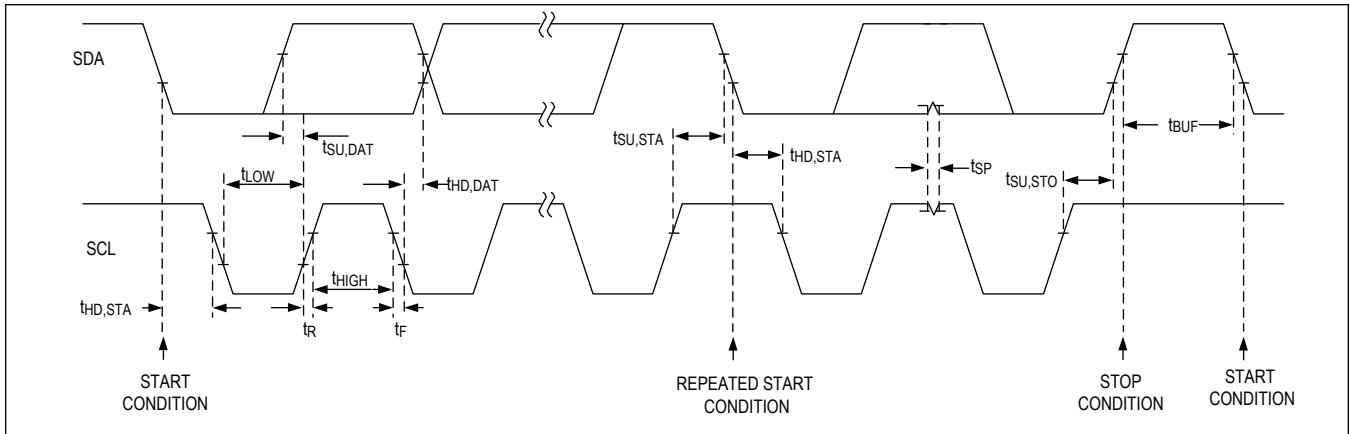 SDA
tSU,DAT
tLOW
tHD,DAT
tSU,STA
tHD,STA
tSP
tBUF
tSU,STO
SCL
tHD,STA
tR
tHIGH
tF
START
CONDITION
REPEATED START
CONDITION
STOP
CONDITION
START
CONDITION